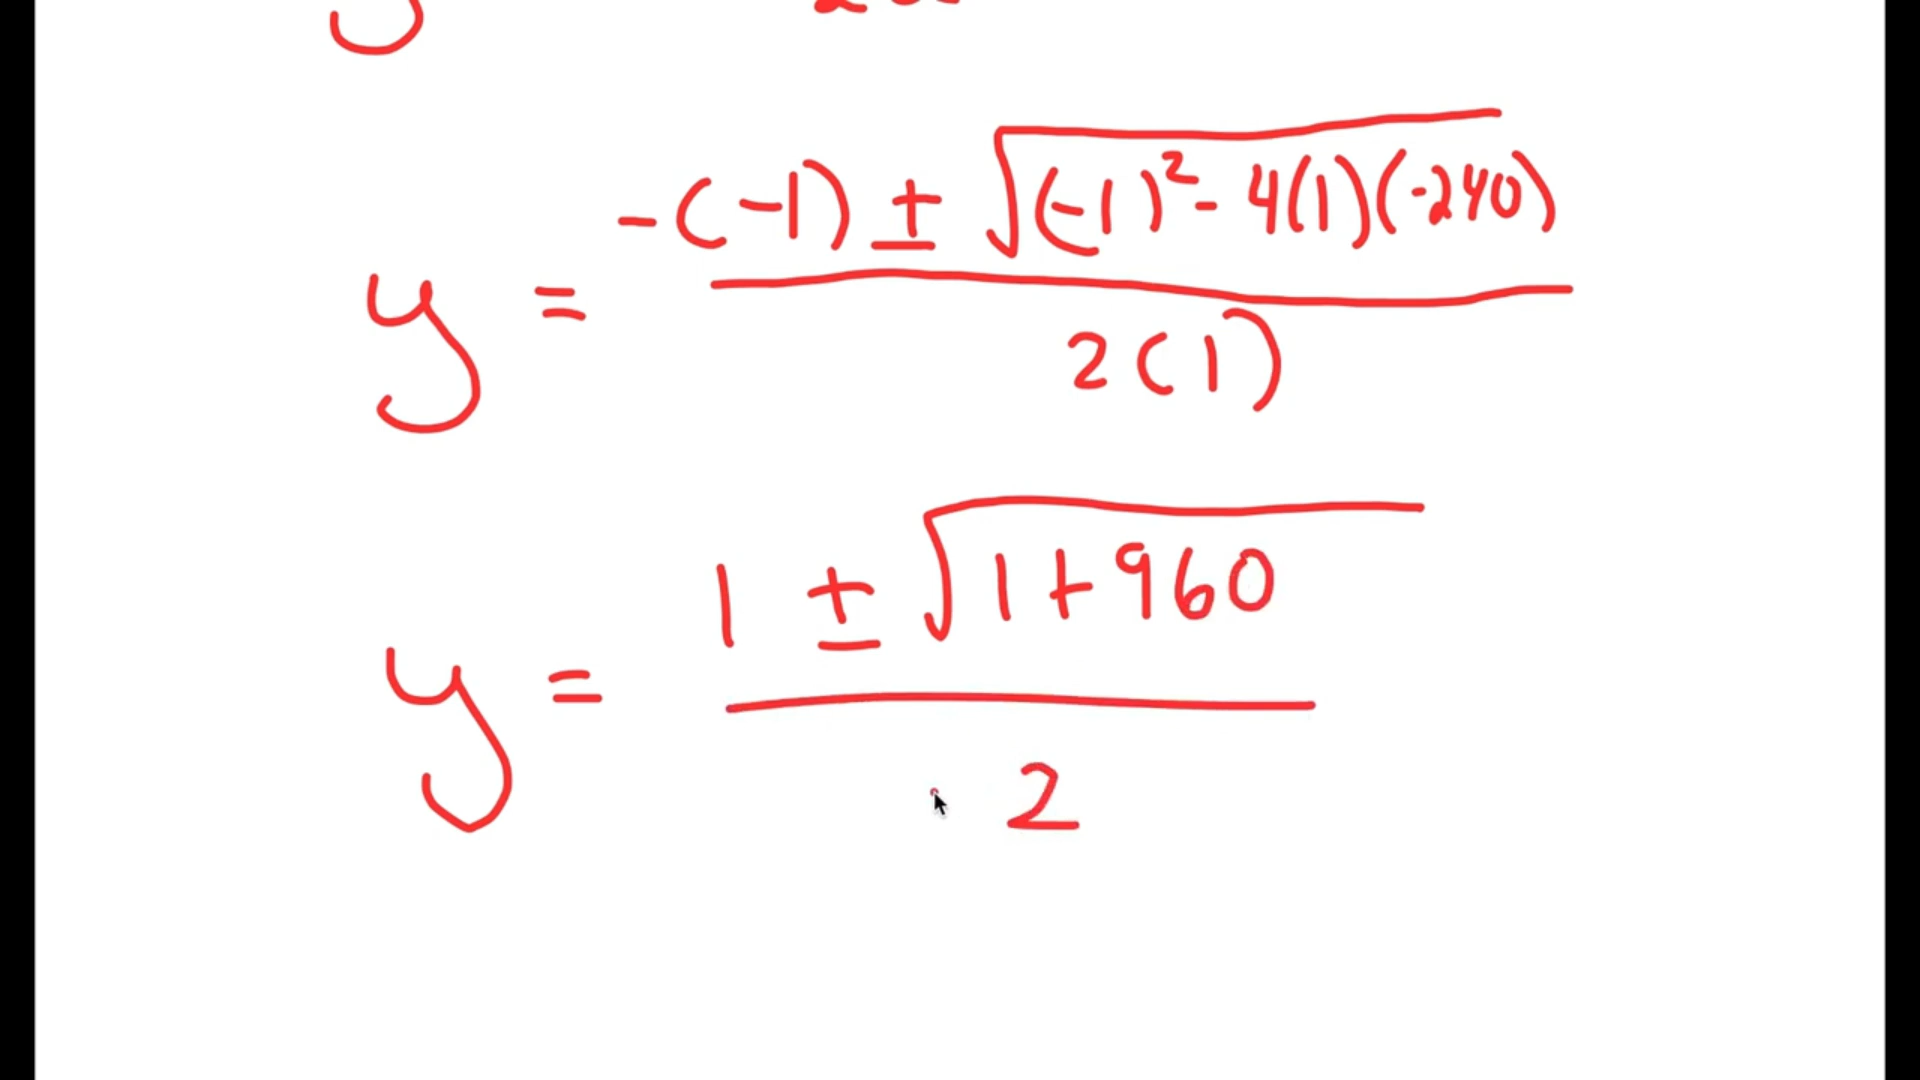 y = -(-1) ± √(-1)² - 4(1)(-240) / 2(1)
y = 1 ± √1+960 / 2